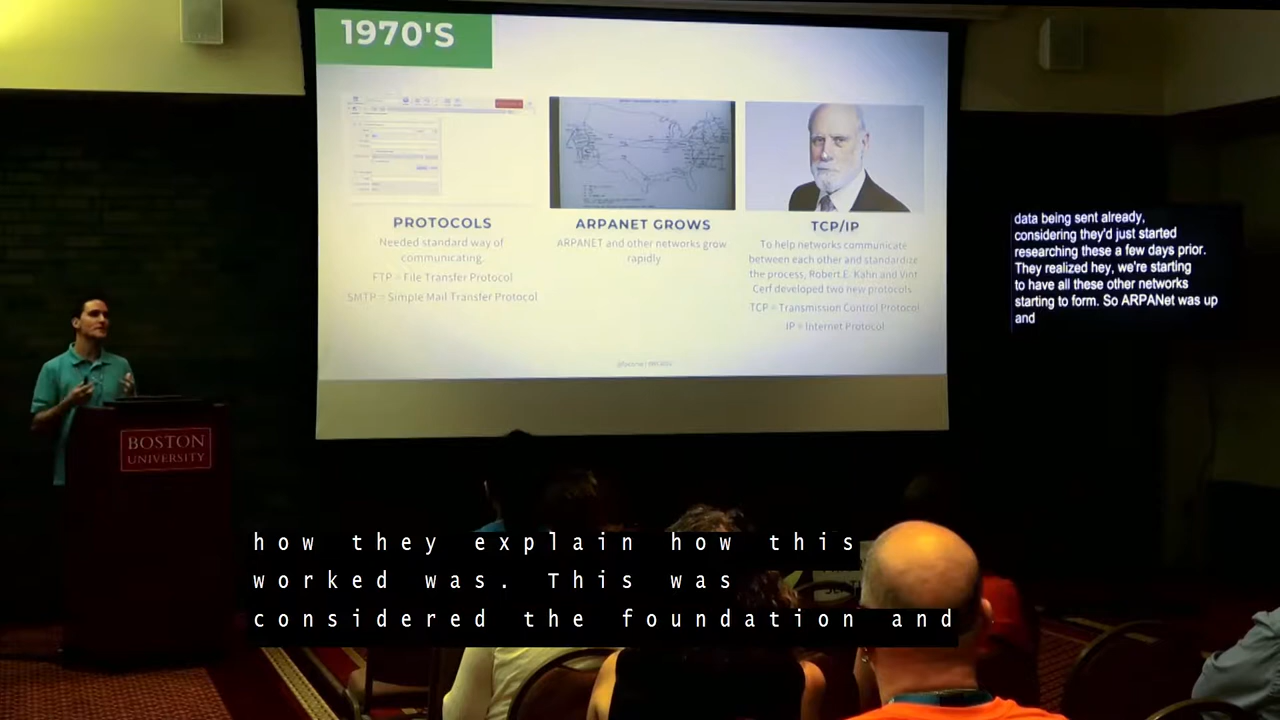 1970'S
PROTOCOLS
Needed standard way of
communicating.
FTP = File Transfer Protocol
SMTP = Simple Mail Transfer Protocol
ARPANET GROWS
ARPANET and other networks grow
rapidly
TCP/IP
To help networks communicate
between each other and standardize
the process, Robert E. Kahn and Vint
Cerf developed two new protocols
TCP = Transmission Control Protocol
IP = Internet Protocol
data being sent already,
considering they'd just started
researching these a few days prior.
They realized hey, we're starting
to have all these other networks
starting to form. So ARPANet was up
and
BOSTON
UNIVERSITY
how they explain how this
worked was. This was
considered the foundation and